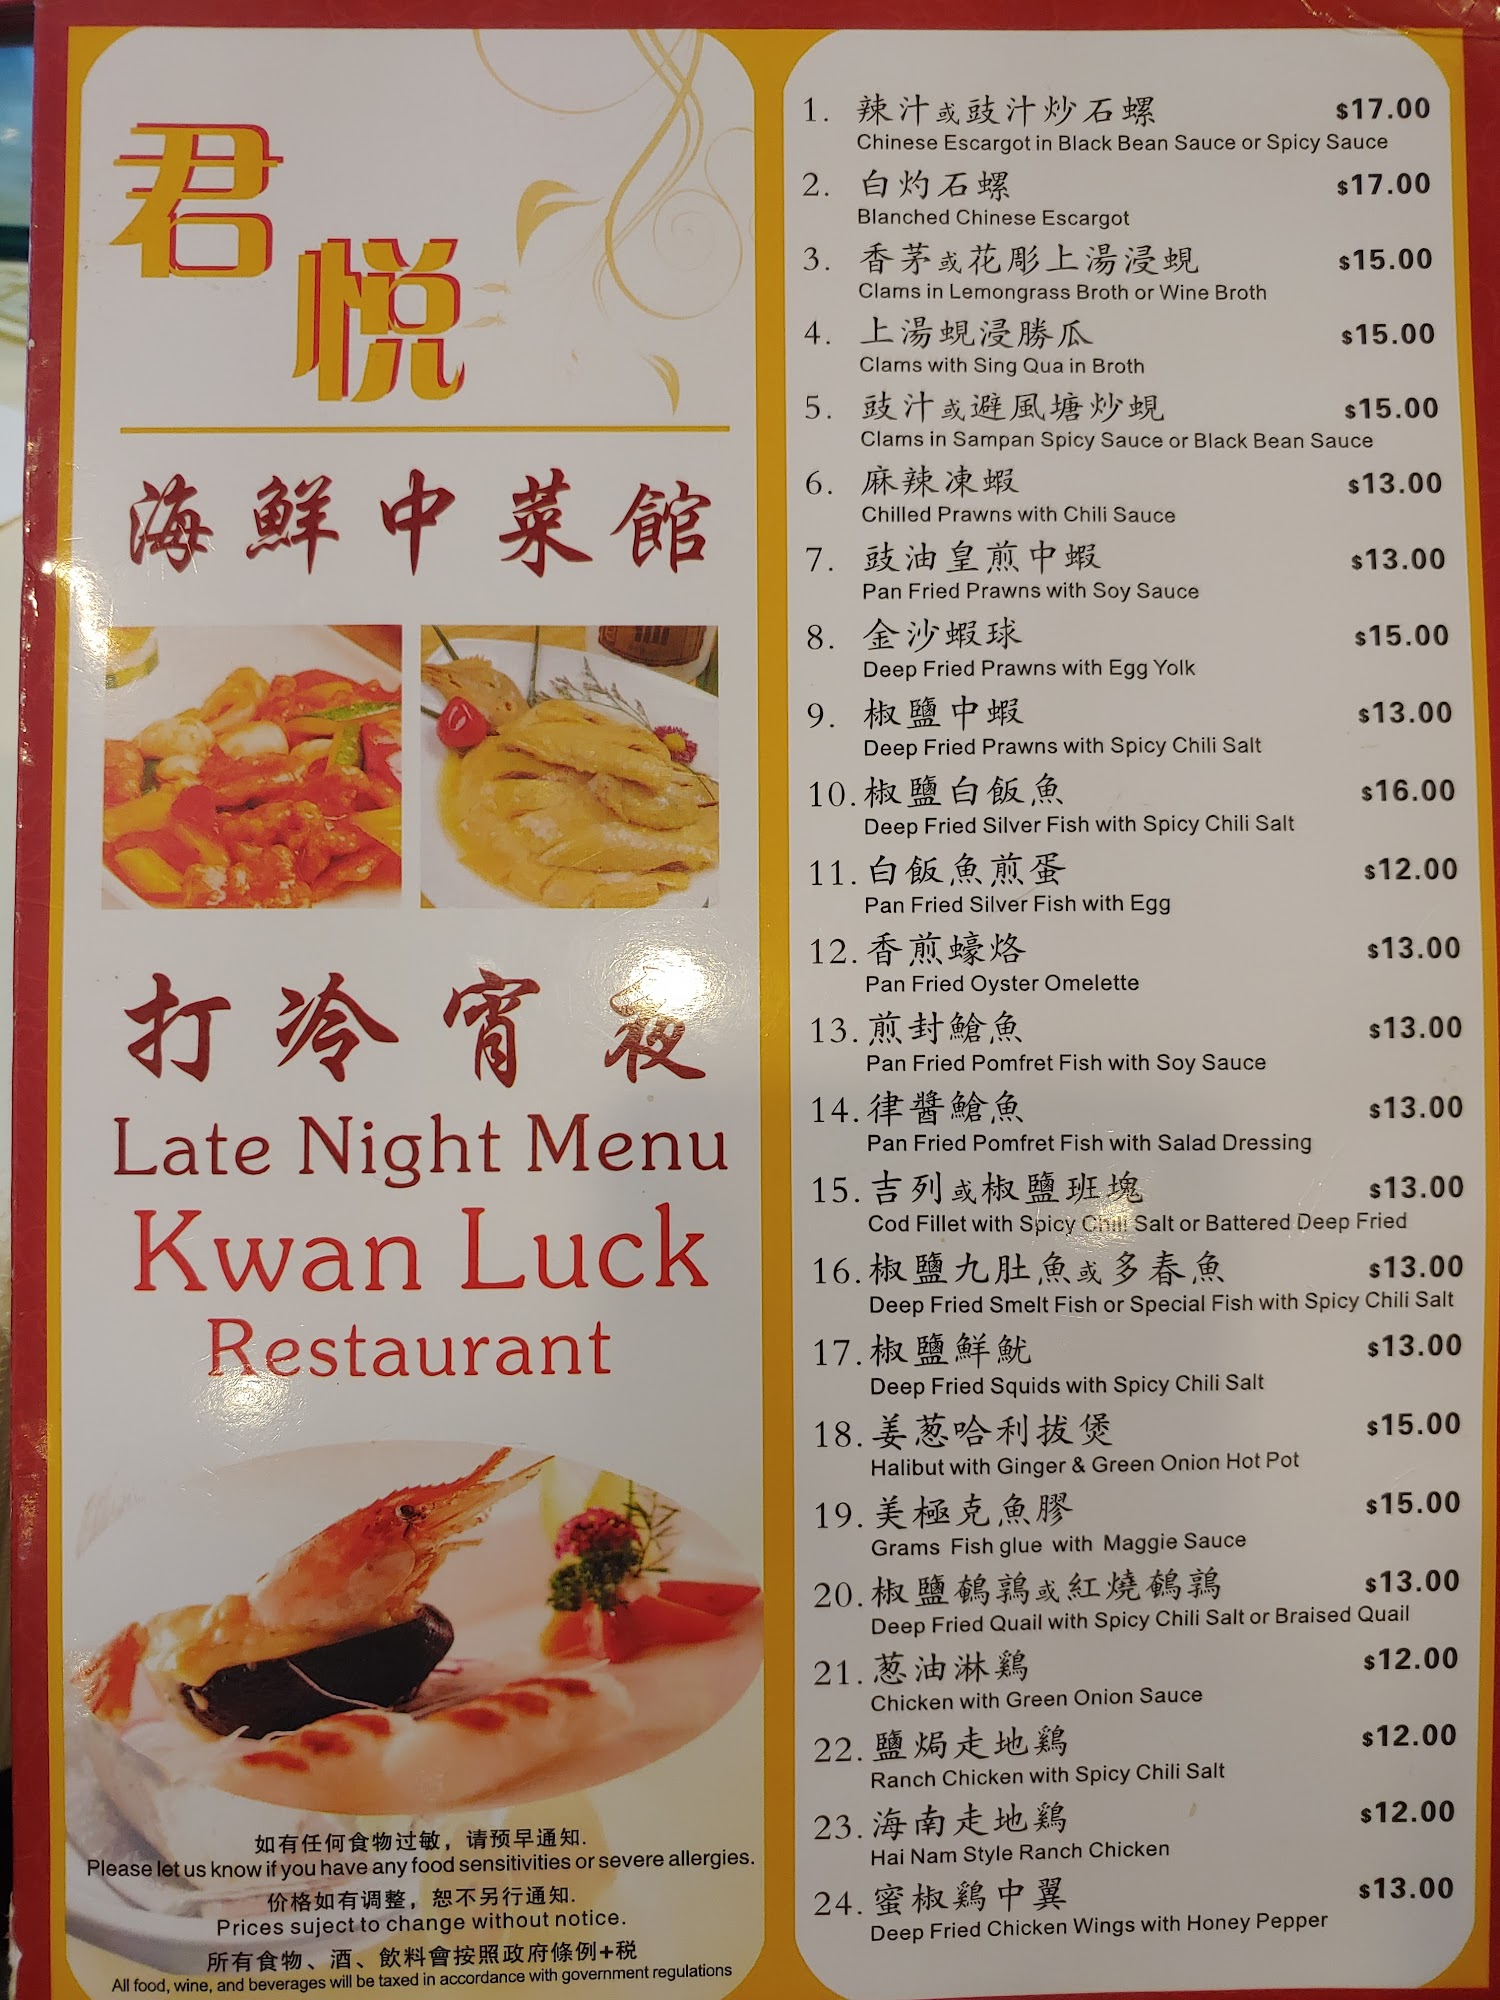 君
悦
海鮮中菜館
打冷宵夜
Late Night Menu
Kwan Luck
Restaurant
如有任何食物过敏，请预早通知.
Please let us know if you have any food sensitivities or severe allergies.
价格如有调整，恕不另行通知.
Prices suject to change without notice.
所有食物、酒、飲料會按照政府條例+税
All food, wine, and beverages will be taxed in accordance with government regulations
1. 辣汁或豉汁炒石螺 $17.00
Chinese Escargot in Black Bean Sauce or Spicy Sauce
2. 白灼石螺 $17.00
Blanched Chinese Escargot
3. 香茅或花彫上湯浸蜆 $15.00
Clams in Lemongrass Broth or Wine Broth
4. 上湯蜆浸勝瓜 $15.00
Clams with Sing Qua in Broth
5. 豉汁或避風塘炒蜆 $15.00
Clams in Sampan Spicy Sauce or Black Bean Sauce
6. 麻辣凍蝦 $13.00
Chilled Prawns with Chili Sauce
7. 豉油皇煎中蝦 $13.00
Pan Fried Prawns with Soy Sauce
8. 金沙蝦球 $15.00
Deep Fried Prawns with Egg Yolk
9. 椒鹽中蝦 $13.00
Deep Fried Prawns with Spicy Chili Salt
10. 椒鹽白飯魚 $16.00
Deep Fried Silver Fish with Spicy Chili Salt
11. 白飯魚煎蛋 $12.00
Pan Fried Silver Fish with Egg
12. 香煎蠔烙 $13.00
Pan Fried Oyster Omelette
13. 煎封鯧魚 $13.00
Pan Fried Pomfret Fish with Soy Sauce
14. 律醬鯧魚 $13.00
Pan Fried Pomfret Fish with Salad Dressing
15. 吉列或椒鹽班塊 $13.00
Cod Fillet with Spicy Chili Salt or Battered Deep Fried
16. 椒鹽九肚魚或多春魚 $13.00
Deep Fried Smelt Fish or Special Fish with Spicy Chili Salt
17. 椒鹽鮮魷 $13.00
Deep Fried Squids with Spicy Chili Salt
18. 姜葱哈利拔煲 $15.00
Halibut with Ginger & Green Onion Hot Pot
19. 美極克魚膠 $15.00
Grams Fish glue with Maggie Sauce
20. 椒鹽鵪鶉或紅燒鵪鶉 $13.00
Deep Fried Quail with Spicy Chili Salt or Braised Quail
21. 葱油淋鷄 $12.00
Chicken with Green Onion Sauce
22. 鹽焗走地鷄 $12.00
Ranch Chicken with Spicy Chili Salt
23. 海南走地鷄 $12.00
Hai Nam Style Ranch Chicken
24. 蜜椒鷄中翼 $13.00
Deep Fried Chicken Wings with Honey Pepper